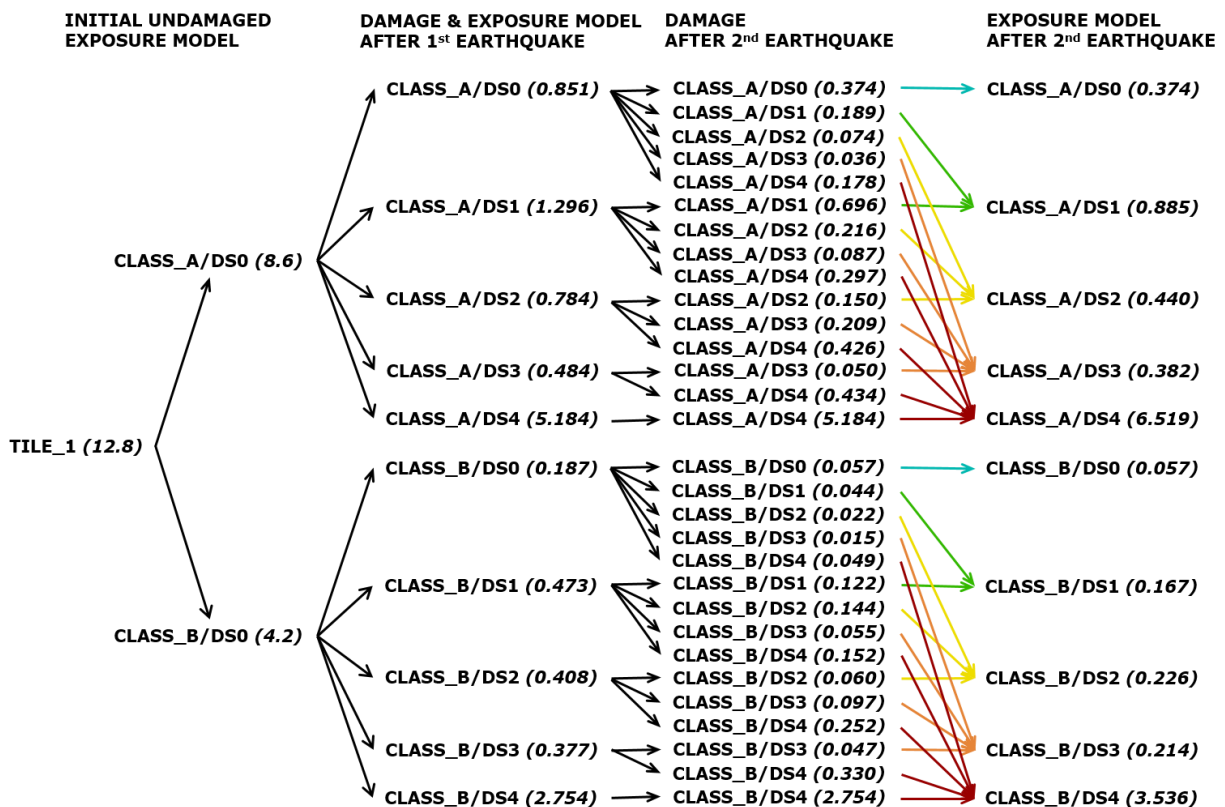 INITIAL UNDAMAGED
EXPOSURE MODEL
DAMAGE & EXPOSURE MODEL
AFTER 1st EARTHQUAKE
DAMAGE
AFTER 2nd EARTHQUAKE
EXPOSURE MODEL
AFTER 2nd EARTHQUAKE
TILE_1 (12.8)
CLASS_A/DS0 (8.6)
CLASS_B/DS0 (4.2)
CLASS_A/DS0 (0.851)
CLASS_A/DS1 (1.296)
CLASS_A/DS2 (0.784)
CLASS_A/DS3 (0.484)
CLASS_A/DS4 (5.184)
CLASS_B/DS0 (0.187)
CLASS_B/DS1 (0.473)
CLASS_B/DS2 (0.408)
CLASS_B/DS3 (0.377)
CLASS_B/DS4 (2.754)
CLASS_A/DS0 (0.374)
CLASS_A/DS1 (0.189)
CLASS_A/DS2 (0.074)
CLASS_A/DS3 (0.036)
CLASS_A/DS4 (0.178)
CLASS_A/DS1 (0.696)
CLASS_A/DS2 (0.216)
CLASS_A/DS3 (0.087)
CLASS_A/DS4 (0.297)
CLASS_A/DS2 (0.150)
CLASS_A/DS3 (0.209)
CLASS_A/DS4 (0.426)
CLASS_A/DS3 (0.050)
CLASS_A/DS4 (0.434)
CLASS_A/DS4 (5.184)
CLASS_B/DS0 (0.057)
CLASS_B/DS1 (0.044)
CLASS_B/DS2 (0.022)
CLASS_B/DS3 (0.015)
CLASS_B/DS4 (0.049)
CLASS_B/DS1 (0.122)
CLASS_B/DS2 (0.144)
CLASS_B/DS3 (0.055)
CLASS_B/DS4 (0.152)
CLASS_B/DS2 (0.060)
CLASS_B/DS3 (0.097)
CLASS_B/DS4 (0.252)
CLASS_B/DS3 (0.047)
CLASS_B/DS4 (0.330)
CLASS_B/DS4 (2.754)
CLASS_A/DS0 (0.374)
CLASS_A/DS1 (0.885)
CLASS_A/DS2 (0.440)
CLASS_A/DS3 (0.382)
CLASS_A/DS4 (6.519)
CLASS_B/DS0 (0.057)
CLASS_B/DS1 (0.167)
CLASS_B/DS2 (0.226)
CLASS_B/DS3 (0.214)
CLASS_B/DS4 (3.536)